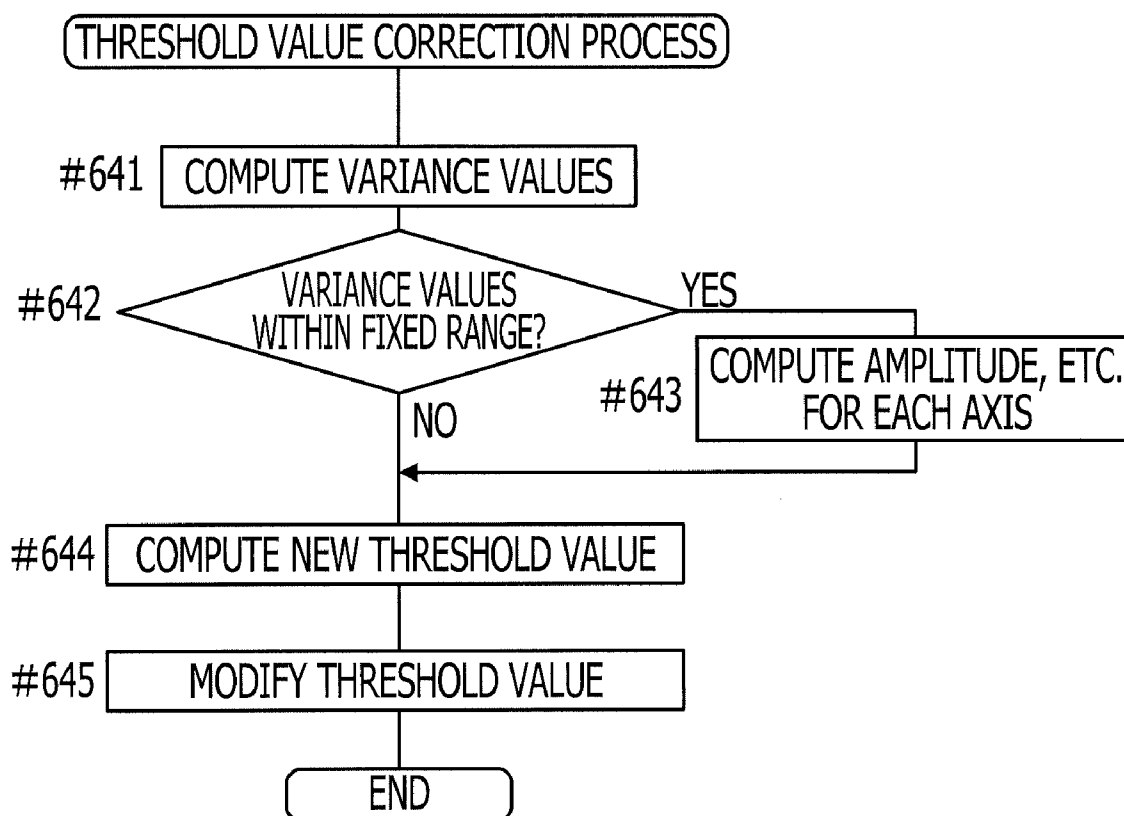 THRESHOLD VALUE CORRECTION PROCESS
#641
COMPUTE VARIANCE VALUES
#642
VARIANCE VALUES
WITHIN FIXED RANGE?
YES
#643
COMPUTE AMPLITUDE, ETC.
FOR EACH AXIS
NO
#644
COMPUTE NEW THRESHOLD VALUE
#645
MODIFY THRESHOLD VALUE
END